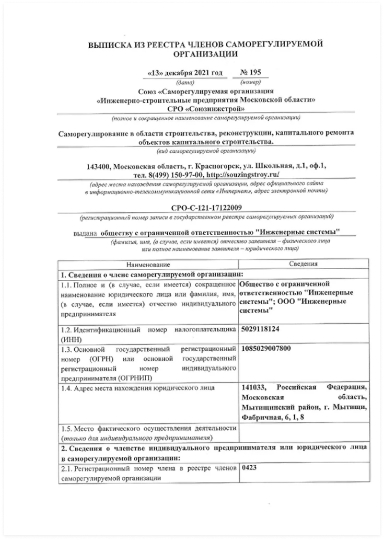 ВЫПИСКА ИЗ РЕЕСТРА ЧЛЕНОВ САМОРЕГУЛИРУЕМОЙ
ОРГАНИЗАЦИИ
«13» декабря 2021 год № 195
(дата) (номер)
Союз «Саморегулируемая организация
«Инженерно-строительные предприятия Московской области»
СРО «Союзинжстрой»
(полное и сокращенное наименование саморегулируемой организации)
Саморегулирование в области строительства, реконструкции, капитального ремонта
объектов капитального строительства.
(вид саморегулируемой организации)
143400, Московская область, г. Красногорск, ул. Школьная, д.1, оф.1,
тел. 8(499) 150-97-00, http://souzingstroy.ru/
(адрес места нахождения саморегулируемой организации, адрес официального сайта
в информационно-телекоммуникационной сети «Интернет», адрес электронной почты)
СРО-С-121-17122009
(регистрационный номер записи в государственном реестре саморегулируемых организаций)
выдана обществу с ограниченной ответственностью "Инженерные системы"
(фамилия, имя, (в случае, если имеется) отчество заявителя – физического лица
или полное наименование заявителя – юридического лица)
Наименование Сведения
1. Сведения о члене саморегулируемой организации:
1.1. Полное и (в случае, если имеется) сокращенное
наименование юридического лица или фамилия, имя,
(в случае, если имеется) отчество индивидуального
предпринимателя
Общество с ограниченной
ответственностью "Инженерные
системы"; ООО "Инженерные
системы"
1.2. Идентификационный номер налогоплательщика
(ИНН)
5029118124
1.3. Основной государственный регистрационный
номер (ОГРН) или основной государственный
регистрационный номер индивидуального
предпринимателя (ОГРНИП)
1085029007800
1.4. Адрес места нахождения юридического лица
141033, Российская Федерация,
Московская область,
Мытищинский район, г. Мытищи,
Фабричная, 6, 1, 8
1.5. Место фактического осуществления деятельности
(только для индивидуального предпринимателя)
2. Сведения о членстве индивидуального предпринимателя или юридического лица
в саморегулируемой организации:
2.1. Регистрационный номер члена в реестре членов
саморегулируемой организации
0423